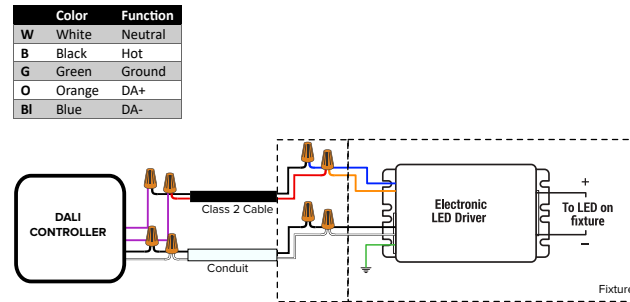 Color Function
W White Neutral
B Black Hot
G Green Ground
O Orange DA+
Bl Blue DA-
DALI
CONTROLLER
Class 2 Cable
Conduit
Electronic
LED Driver
+
To LED on
fixture
–
Fixture